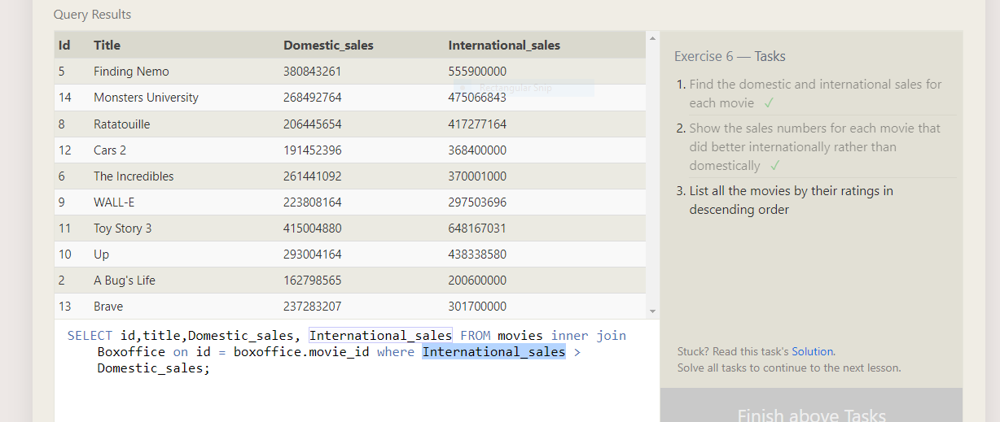 Query Results
Id Title Domestic_sales International_sales
5 Finding Nemo 380843261 555900000
14 Monsters University 268492764 475066843
8 Ratatouille 206445654 417277164
12 Cars 2 191452396 368400000
6 The Incredibles 261441092 370001000
9 WALL-E 223808164 297503696
11 Toy Story 3 415004880 648167031
10 Up 293004164 438338580
2 A Bug's Life 162798565 200600000
13 Brave 237283207 301700000
Rectangular Snip
SELECT id,title,Domestic_sales, International_sales FROM movies inner join
Boxoffice on id = boxoffice.movie_id where International_sales >
Domestic_sales;
Exercise 6 — Tasks
1. Find the domestic and international sales for
each movie ✓
2. Show the sales numbers for each movie that
did better internationally rather than
domestically ✓
3. List all the movies by their ratings in
descending order
Stuck? Read this task's Solution.
Solve all tasks to continue to the next lesson.
Finish above Tasks